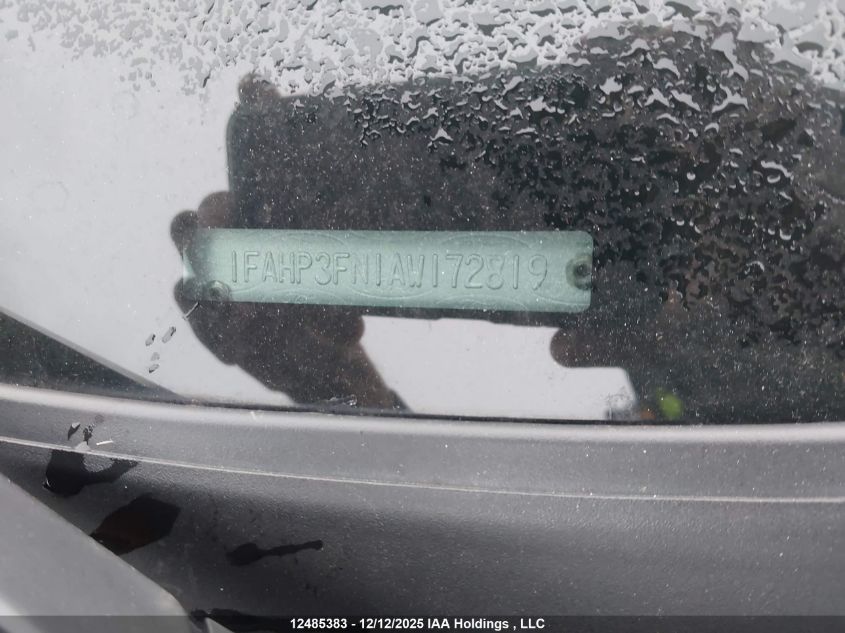 1FAHP3FN1AW172819
12485383 - 12/12/2025 IAA Holdings , LLC